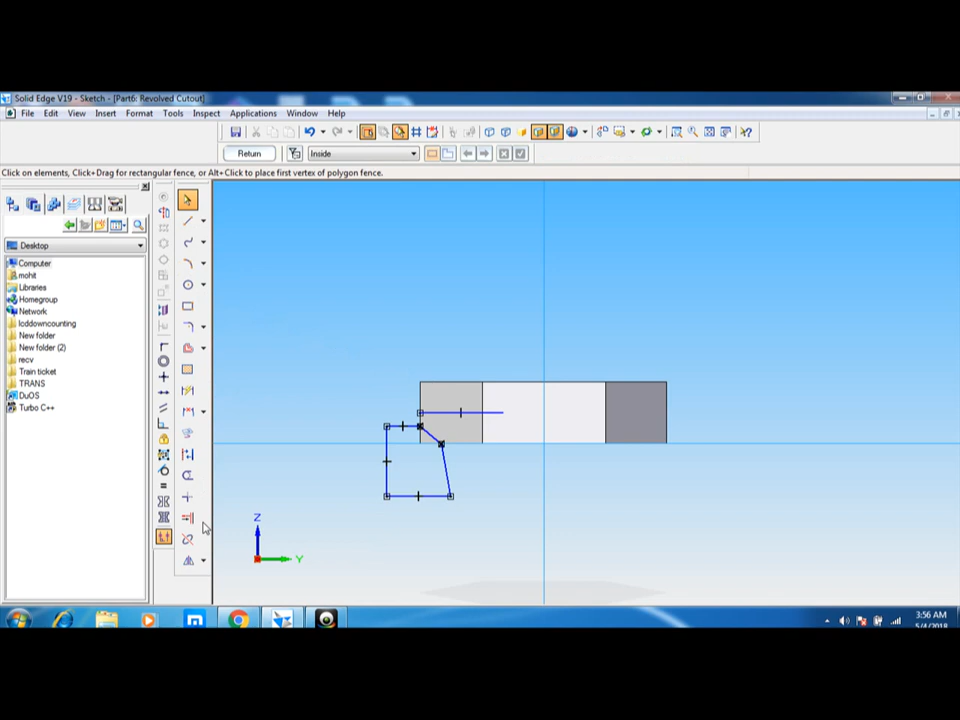 Solid Edge V19 - Sketch - [Part6: Revolved Cutout]
File Edit View Insert Format Tools Inspect Applications Window Help
Return Inside
Click on elements, Click+Drag for rectangular fence, or Alt+Click to place first vertex of polygon fence.
Desktop
Computer
mohit
Libraries
Homegroup
Network
lcddowncounting
New folder
New folder (2)
recv
Train ticket
TRANS
DuOS
Turbo C++
Z
Y
3:56 AM
5/4/2018